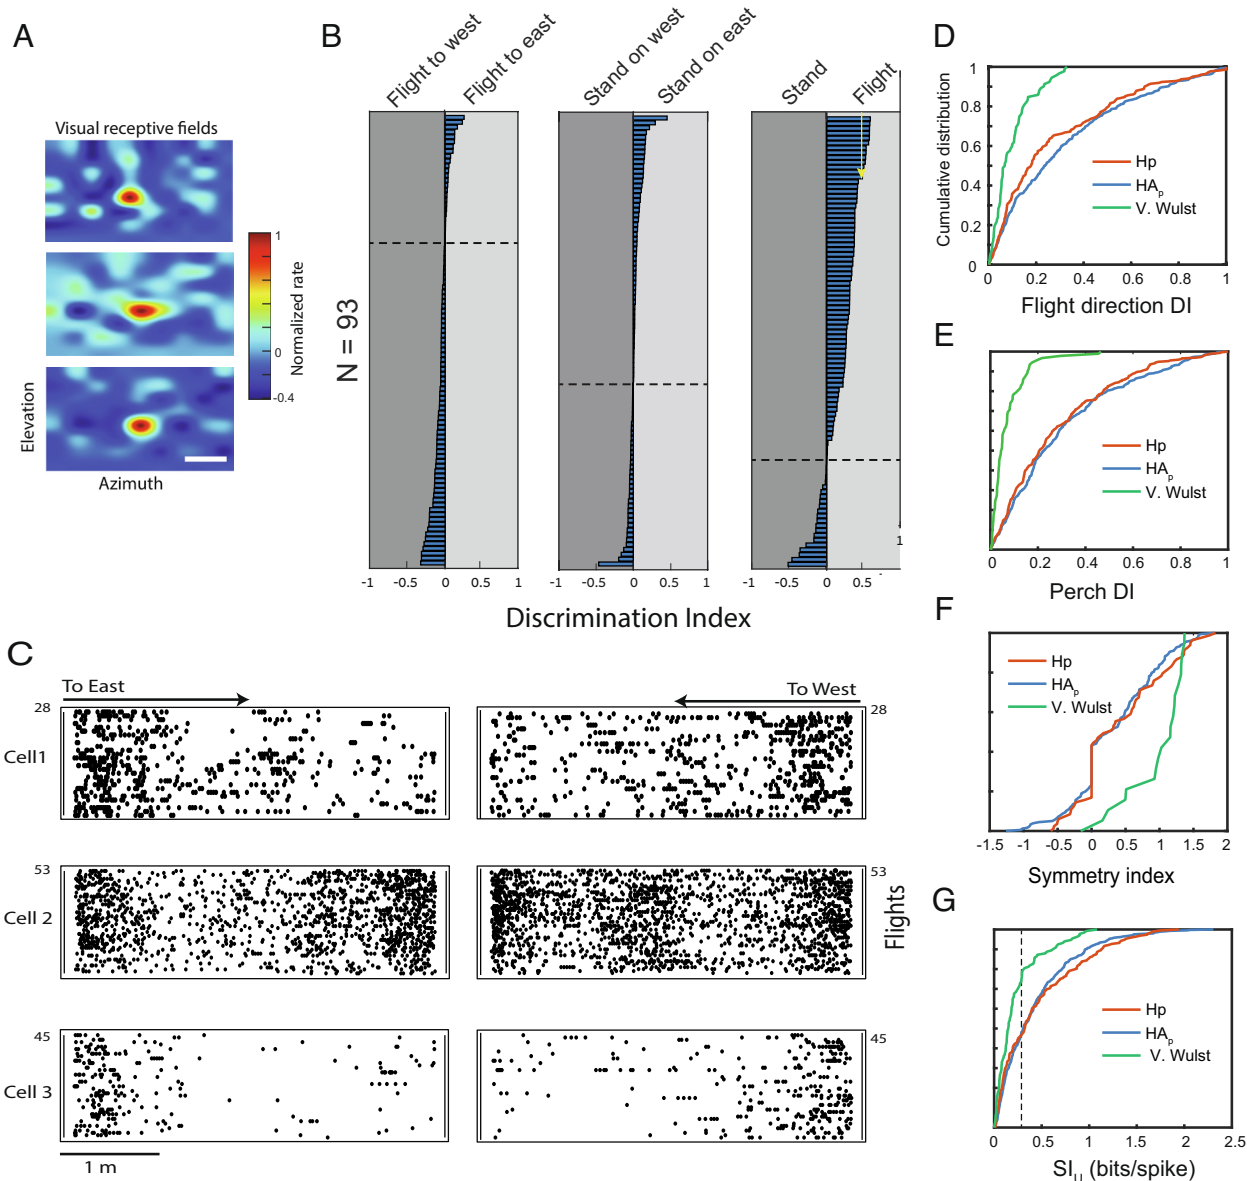 A
Visual receptive fields
1
0
-0.4
Normalized rate
Elevation
Azimuth
B
Flight to west
Flight to east
Stand on west
Stand on east
Stand
Flight
N = 93
1
-1 -0.5 0 0.5 1
-1 -0.5 0 0.5 1
-1 -0.5 0 0.5
Discrimination Index
C
To East
To West
28
28
Cell1
53
53
Cell 2
45
45
Cell 3
Flights
1 m
D
Cumulative distribution
1
0.8
0.6
0.4
0.2
0
Hp
HAp
V. Wulst
0 0.2 0.4 0.6 0.8 1
Flight direction DI
E
Hp
HAp
V. Wulst
0 0.2 0.4 0.6 0.8 1
Perch DI
F
Hp
HAp
V. Wulst
-1.5 -1 -0.5 0 0.5 1 1.5 2
Symmetry index
G
Hp
HAp
V. Wulst
0 0.5 1 1.5 2 2.5